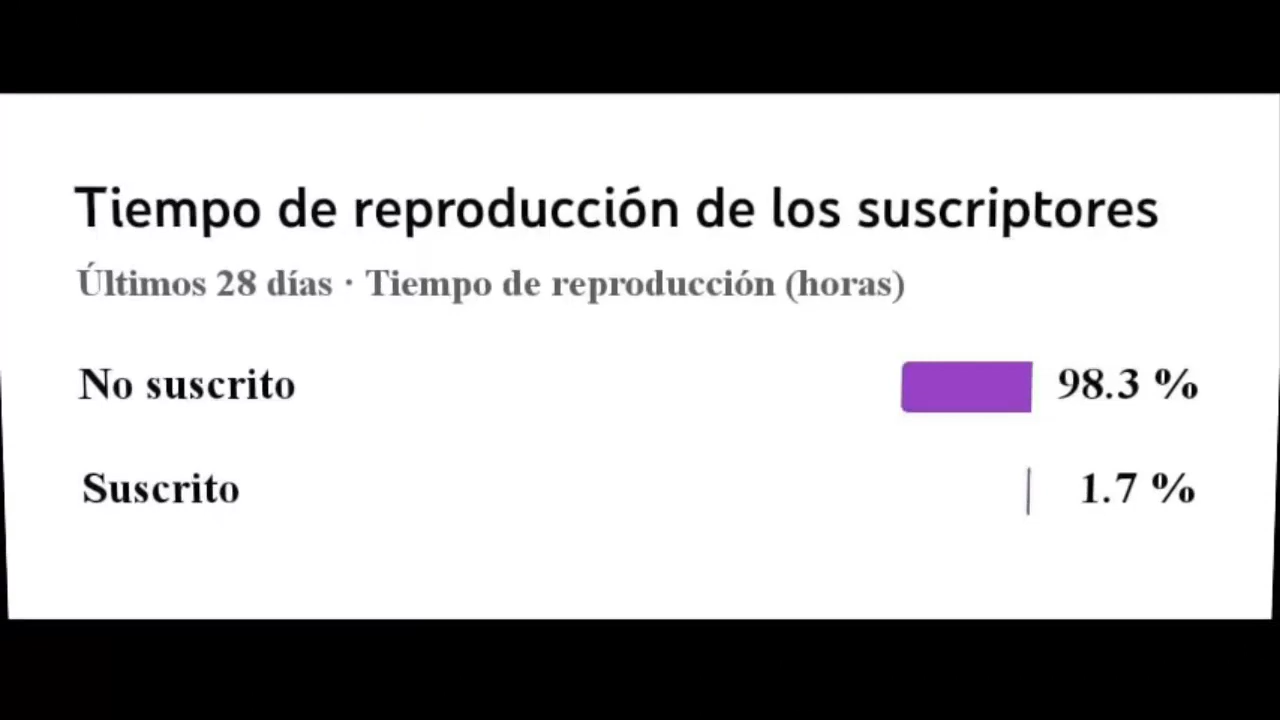 Tiempo de reproducción de los suscriptores
Últimos 28 días · Tiempo de reproducción (horas)
No suscrito 98.3 %
Suscrito 1.7 %